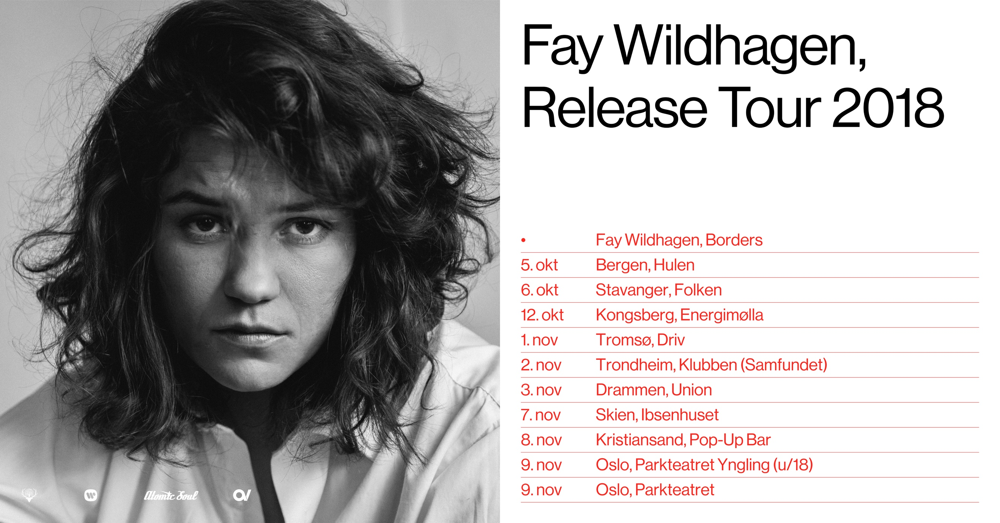 Fay Wildhagen,
Release Tour 2018
• Fay Wildhagen, Borders
5. okt Bergen, Hulen
6. okt Stavanger, Folken
12. okt Kongsberg, Energimølla
1. nov Tromsø, Driv
2. nov Trondheim, Klubben (Samfundet)
3. nov Drammen, Union
7. nov Skien, Ibsenhuset
8. nov Kristiansand, Pop-Up Bar
9. nov Oslo, Parkteatret Yngling (u/18)
9. nov Oslo, Parkteatret
Atomic Soul